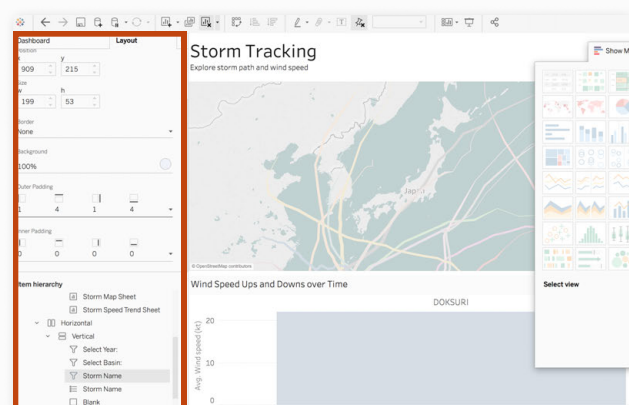 Dashboard Layout
Position
x y
909 215
Size
w h
199 53
Border
None
Background
100%
Outer Padding
1 4 1 4
Inner Padding
0 0 0 0
Item hierarchy
Storm Map Sheet
Storm Speed Trend Sheet
Horizontal
Vertical
Select Year:
Select Basin:
Storm Name
Storm Name
Blank
Storm Tracking
Explore storm path and wind speed
Japan
© OpenStreetMap contributors
Wind Speed Ups and Downs over Time
DOKSURI
Avg. Wind speed (kt)
20
10
0
Show M
Select view